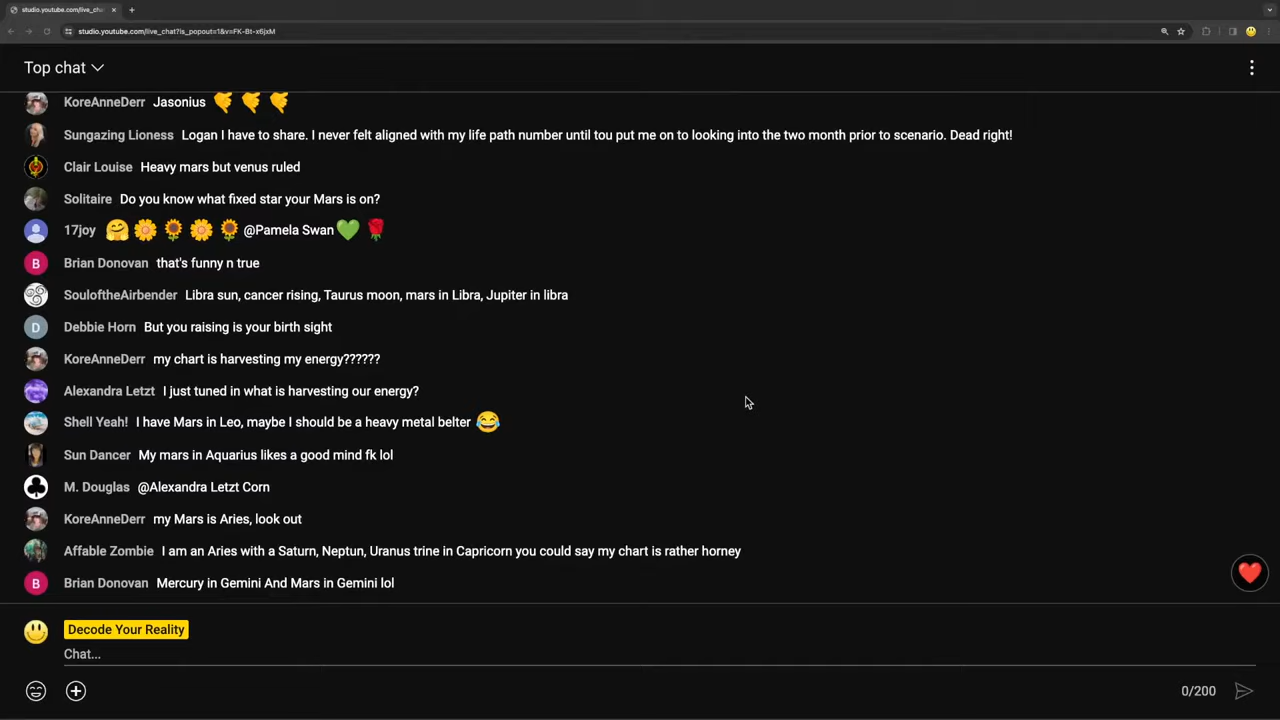 studio.youtube.com/live_cha
studio.youtube.com/live_chat?is_popout=1&v=FK-Bt-x6jxM
Top chat
KoreAnneDerr Jasonius 🤙 🤙 🤙
Sungazing Lioness Logan I have to share. I never felt aligned with my life path number until tou put me on to looking into the two month prior to scenario. Dead right!
Clair Louise Heavy mars but venus ruled
Solitaire Do you know what fixed star your Mars is on?
17joy 🤗 🌼 🌻 🌼 🌻 @Pamela Swan 💚 🌹
B Brian Donovan that's funny n true
SouloftheAirbender Libra sun, cancer rising, Taurus moon, mars in Libra, Jupiter in libra
D Debbie Horn But you raising is your birth sight
KoreAnneDerr my chart is harvesting my energy??????
Alexandra Letzt I just tuned in what is harvesting our energy?
Shell Yeah! I have Mars in Leo, maybe I should be a heavy metal belter 😂
Sun Dancer My mars in Aquarius likes a good mind fk lol
M. Douglas @Alexandra Letzt Corn
KoreAnneDerr my Mars is Aries, look out
Affable Zombie I am an Aries with a Saturn, Neptun, Uranus trine in Capricorn you could say my chart is rather horney
B Brian Donovan Mercury in Gemini And Mars in Gemini lol
Decode Your Reality
Chat...
0/200